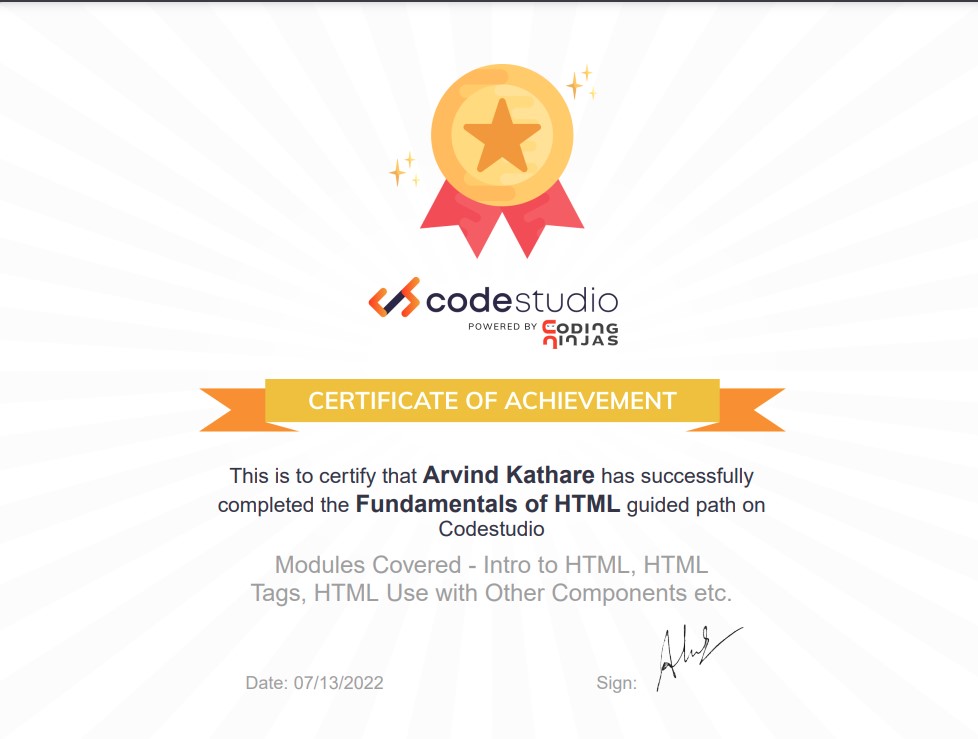 codestudio
POWERED BY CODING
NINJAS
CERTIFICATE OF ACHIEVEMENT
This is to certify that Arvind Kathare has successfully
completed the Fundamentals of HTML guided path on
Codestudio
Modules Covered - Intro to HTML, HTML
Tags, HTML Use with Other Components etc.
Date: 07/13/2022 Sign: